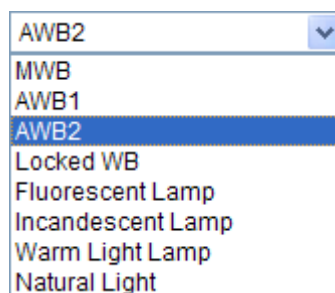 AWB2
MWB
AWB1
AWB2
Locked WB
Fluorescent Lamp
Incandescent Lamp
Warm Light Lamp
Natural Light